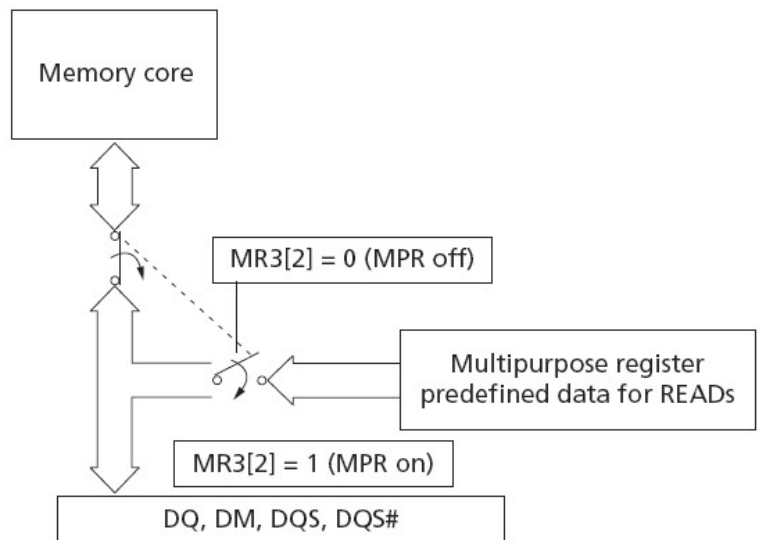 Memory core
MR3[2] = 0 (MPR off)
Multipurpose register
predefined data for READs
MR3[2] = 1 (MPR on)
DQ, DM, DQS, DQS#